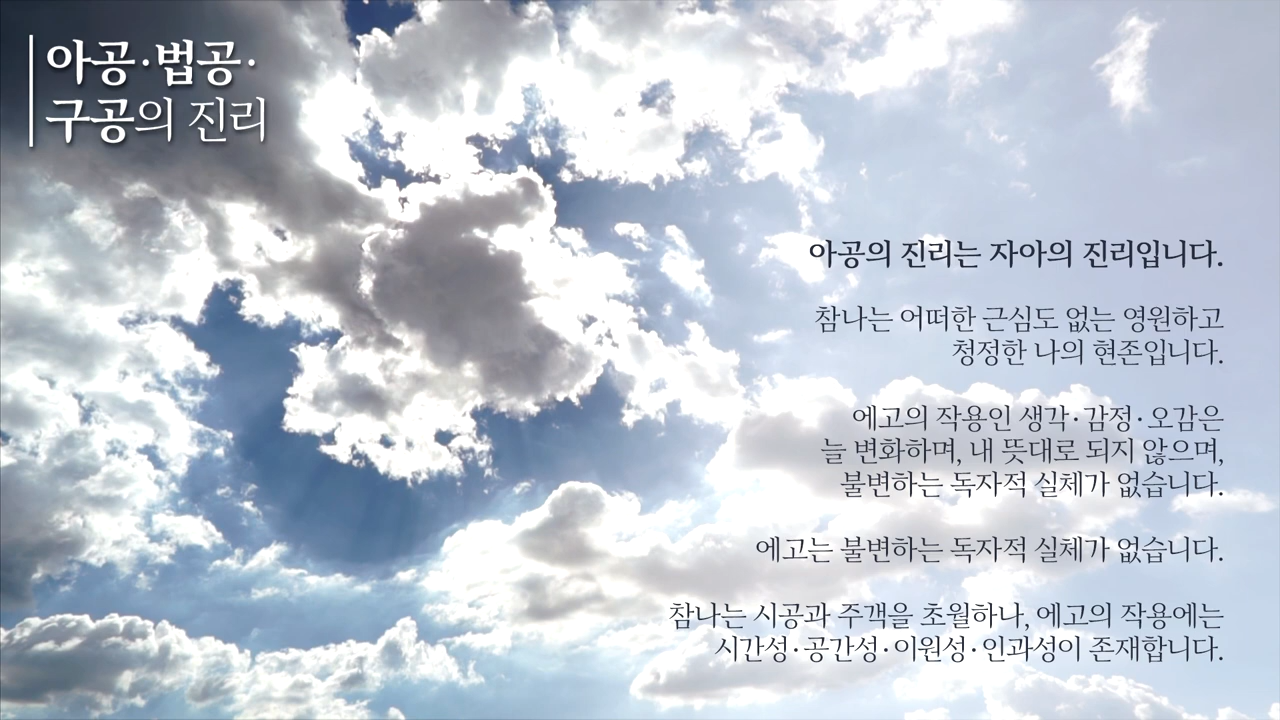 아공·법공·
구공의 진리
아공의 진리는 자아의 진리입니다.
참나는 어떠한 근심도 없는 영원하고
청정한 나의 현존입니다.
에고의 작용인 생각·감정·오감은
늘 변화하며, 내 뜻대로 되지 않으며,
불변하는 독자적 실체가 없습니다.
에고는 불변하는 독자적 실체가 없습니다.
참나는 시공과 주객을 초월하나, 에고의 작용에는
시간성·공간성·이원성·인과성이 존재합니다.